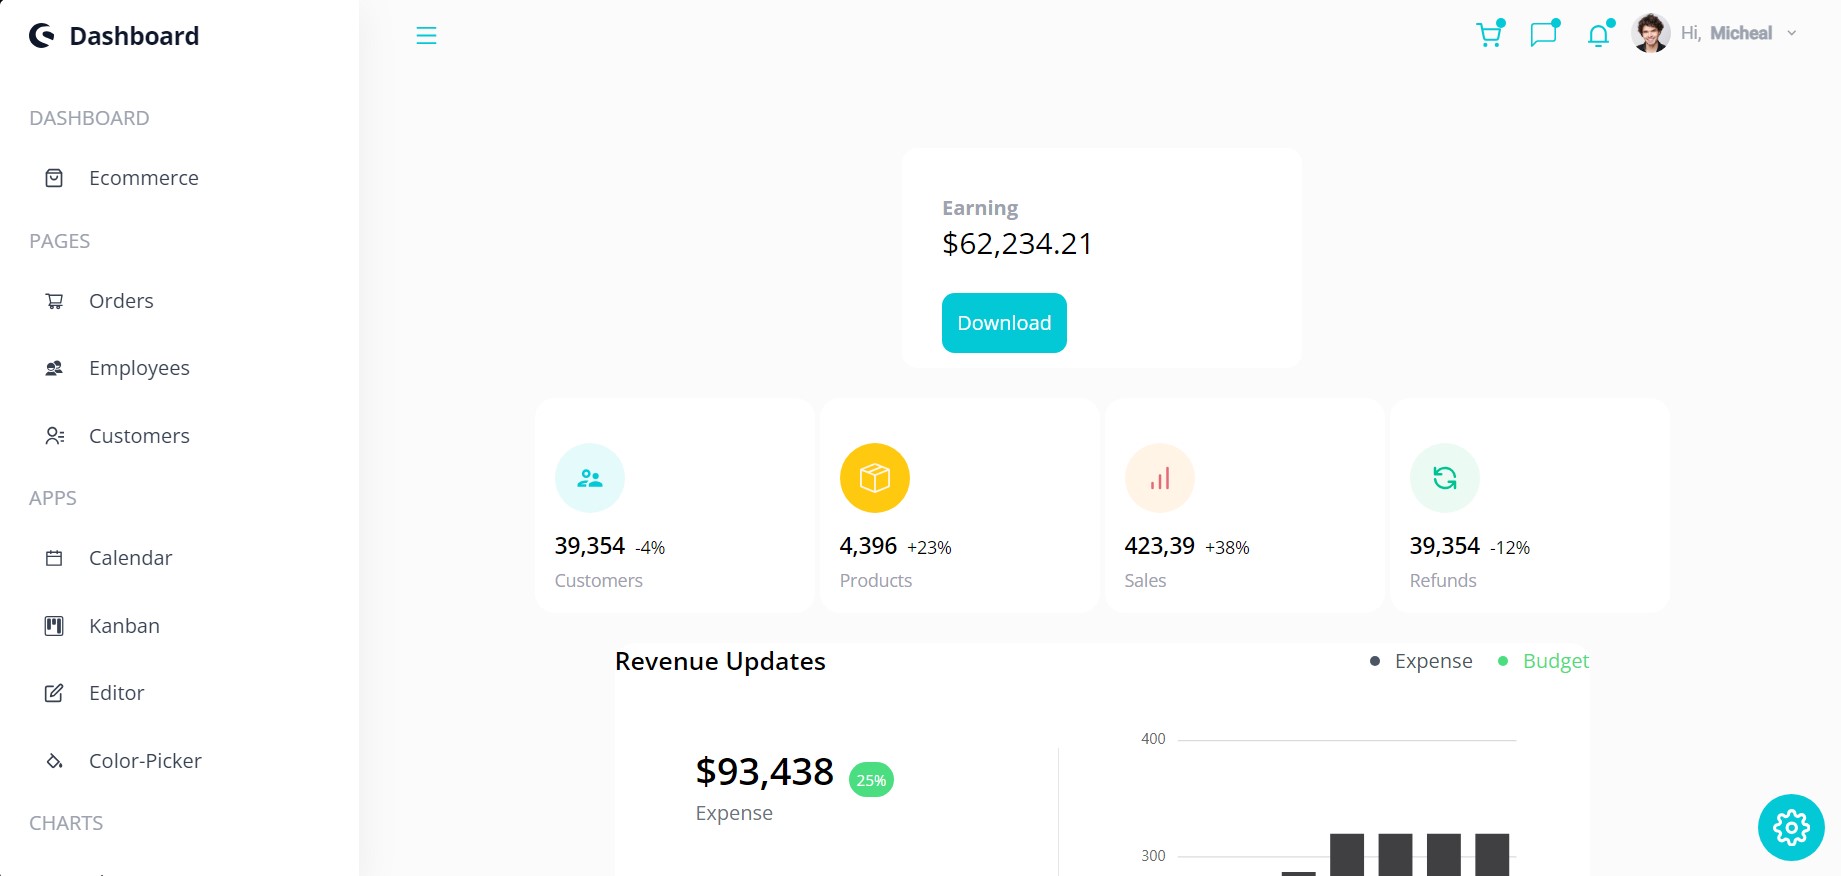 Dashboard
Hi, Micheal
DASHBOARD
Ecommerce
PAGES
Orders
Employees
Customers
APPS
Calendar
Kanban
Editor
Color-Picker
CHARTS
Earning
$62,234.21
Download
39,354 -4%
Customers
4,396 +23%
Products
423,39 +38%
Sales
39,354 -12%
Refunds
Revenue Updates
Expense
Budget
$93,438 25%
Expense
400
300